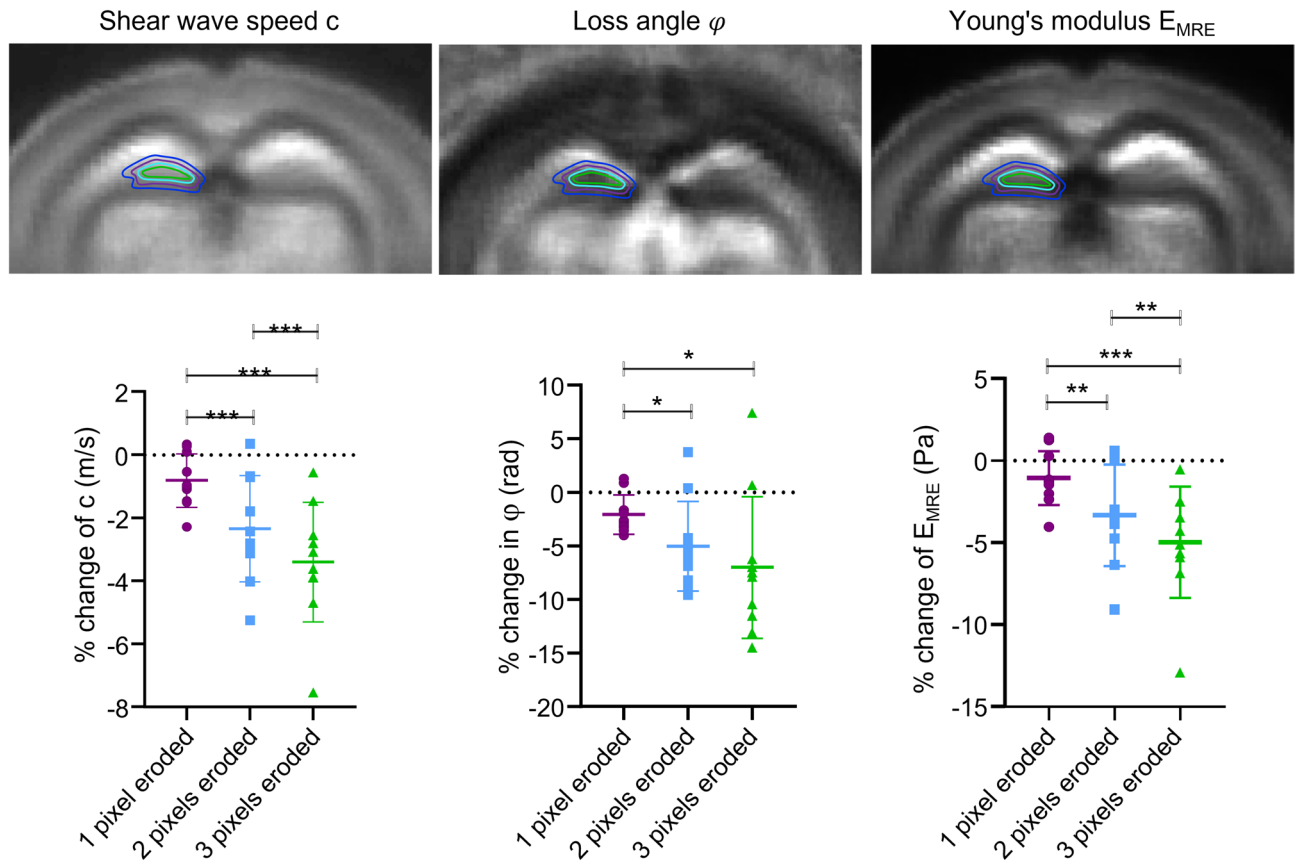 Shear wave speed c
Loss angle φ
Young's modulus E_MRE
% change of c (m/s)
2
0
-2
-4
-6
-8
***
***
***
1 pixel eroded
2 pixels eroded
3 pixels eroded
% change in φ (rad)
10
5
0
-5
-10
-15
-20
*
*
1 pixel eroded
2 pixels eroded
3 pixels eroded
% change of E_MRE (Pa)
5
0
-5
-10
-15
**
***
**
1 pixel eroded
2 pixels eroded
3 pixels eroded